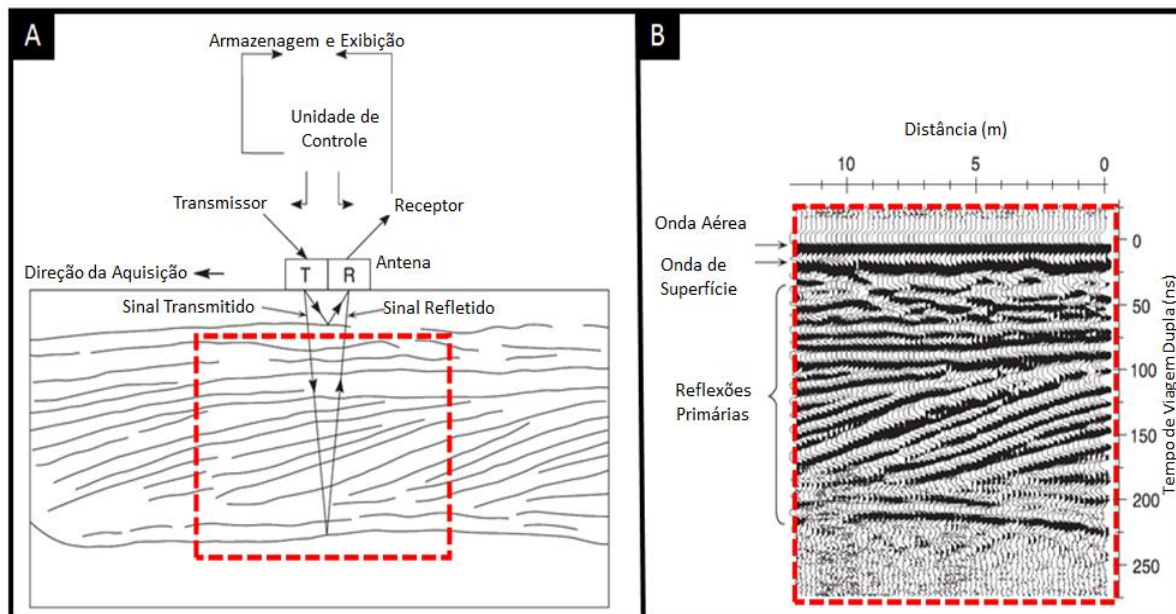 A
Armazenagem e Exibição
Unidade de
Controle
Transmissor
Receptor
Direção da Aquisição
T
R
Antena
Sinal Transmitido
Sinal Refletido
B
Distância (m)
10
5
0
Onda Aérea
Onda de
Superfície
Reflexões
Primárias
0
50
100
150
200
250
Tempo de Viagem Dupla (ns)